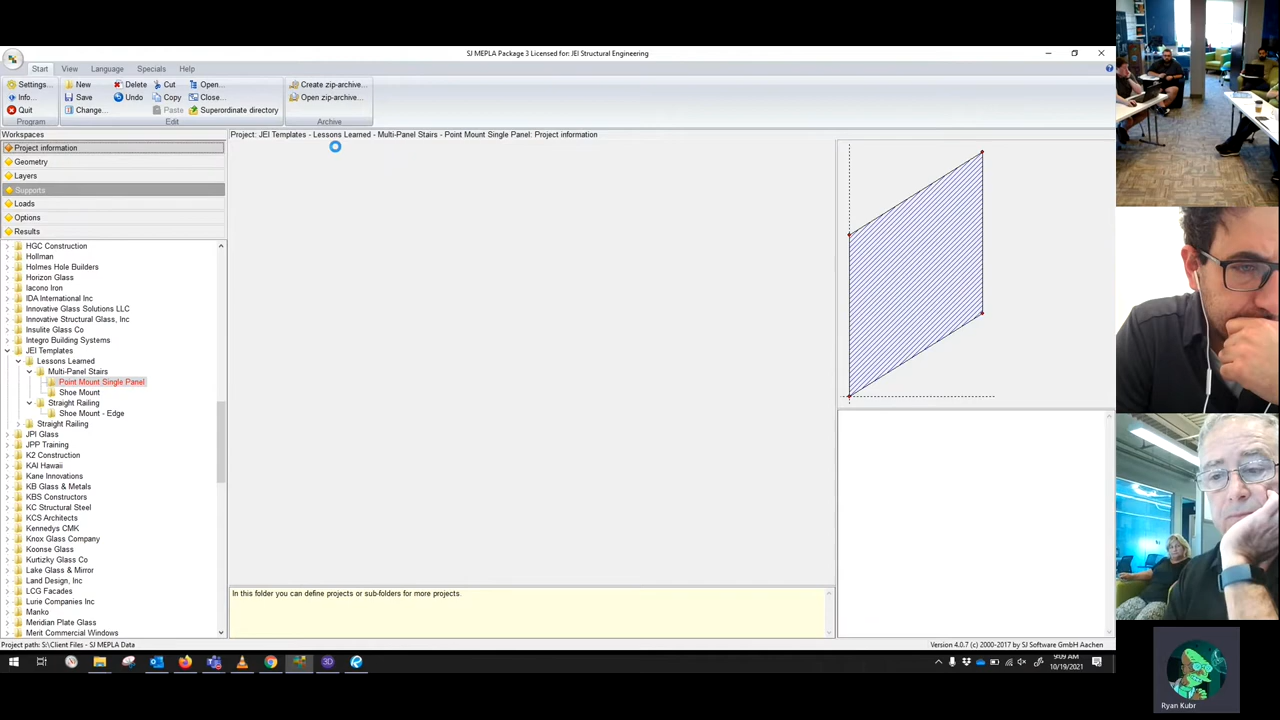 SJ MEPLA Package 3 Licensed for: JEI Structural Engineering
Start View Language Specials Help
Settings... New Delete Cut Open... Create zip-archive...
Info... Save Undo Copy Close... Open zip-archive...
Quit Change... Paste Superordinate directory
Program Edit Archive
Workspaces Project: JEI Templates - Lessons Learned - Multi-Panel Stairs - Point Mount Single Panel: Project information
Project information
Geometry
Layers
Supports
Loads
Options
Results
HGC Construction
Hollman
Holmes Hole Builders
Horizon Glass
Iacono Iron
IDA International Inc
Innovative Glass Solutions LLC
Innovative Structural Glass, Inc
Insulite Glass Co
Integro Building Systems
JEI Templates
Lessons Learned
Multi-Panel Stairs
Point Mount Single Panel
Shoe Mount
Straight Railing
Shoe Mount - Edge
Straight Railing
JPI Glass
JPP Training
K2 Construction
KAI Hawaii
Kane Innovations
KB Glass & Metals
KBS Constructors
KC Structural Steel
KCS Architects
Kennedys CMK
Knox Glass Company
Koonse Glass
Kurtizky Glass Co
Lake Glass & Mirror
Land Design, Inc
LCG Facades
Lurie Companies Inc
Manko
Meridian Plate Glass
Merit Commercial Windows
In this folder you can define projects or sub-folders for more projects.
Project path: S:\Client Files - SJ MEPLA Data Version 4.0.7 (c) 2000-2017 by SJ Software GmbH Aachen
9:09 AM
10/19/2021
Ryan Kubr